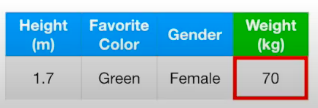 Height (m) Favorite Color Gender Weight (kg)
1.7 Green Female 70